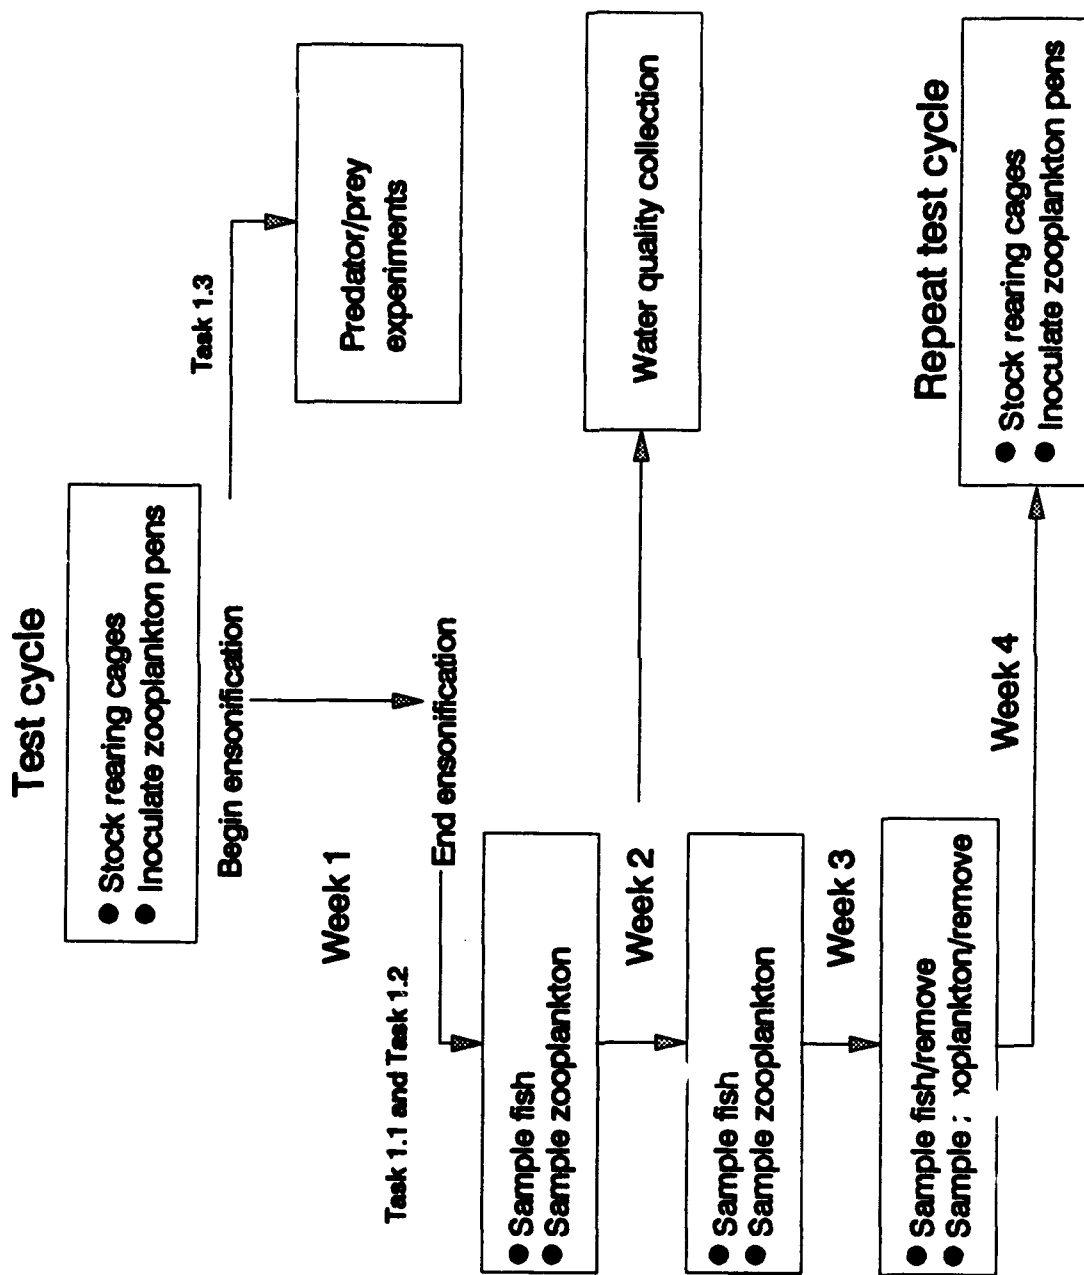 Test cycle
● Stock rearing cages
● Inoculate zooplankton pens
Begin ensonification
Task 1.3
Predator/prey
experiments
Week 1
End ensonification
Task 1.1 and Task 1.2
● Sample fish
● Sample zooplankton
Week 2
Water quality collection
● Sample fish
● Sample zooplankton
Week 3
● Sample fish/remove
● Sample
Week 4
Repeat test cycle
● Stock rearing cages
● Inoculate zooplankton pens